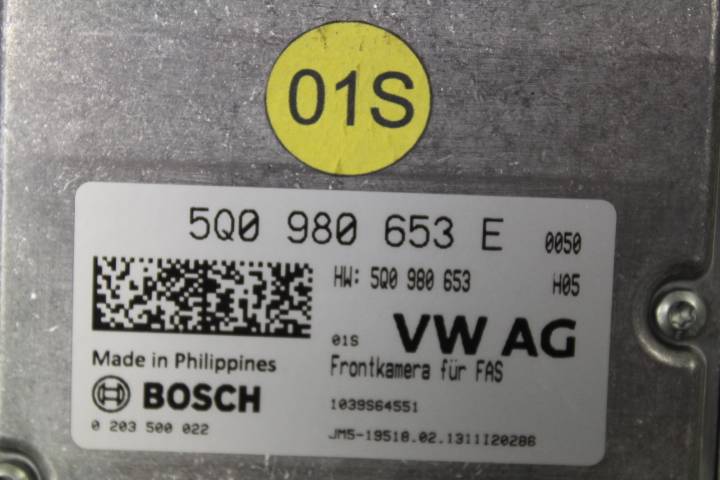 01S
5Q0 980 653 E 0050
HW: 5Q0 980 653 H05
01S VW AG
Made in Philippines
Frontkamera für FAS
BOSCH
1039S64551
0 203 500 022
JM5-19518.02.1311120286